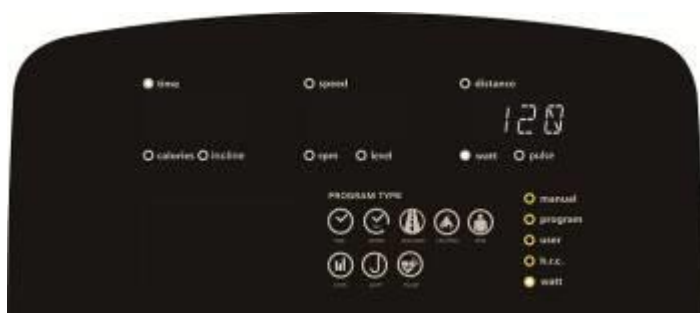 time speed distance
120
calories incline rpm level watt pulse
PROGRAM TYPE
manual
program
user
h.r.c.
watt